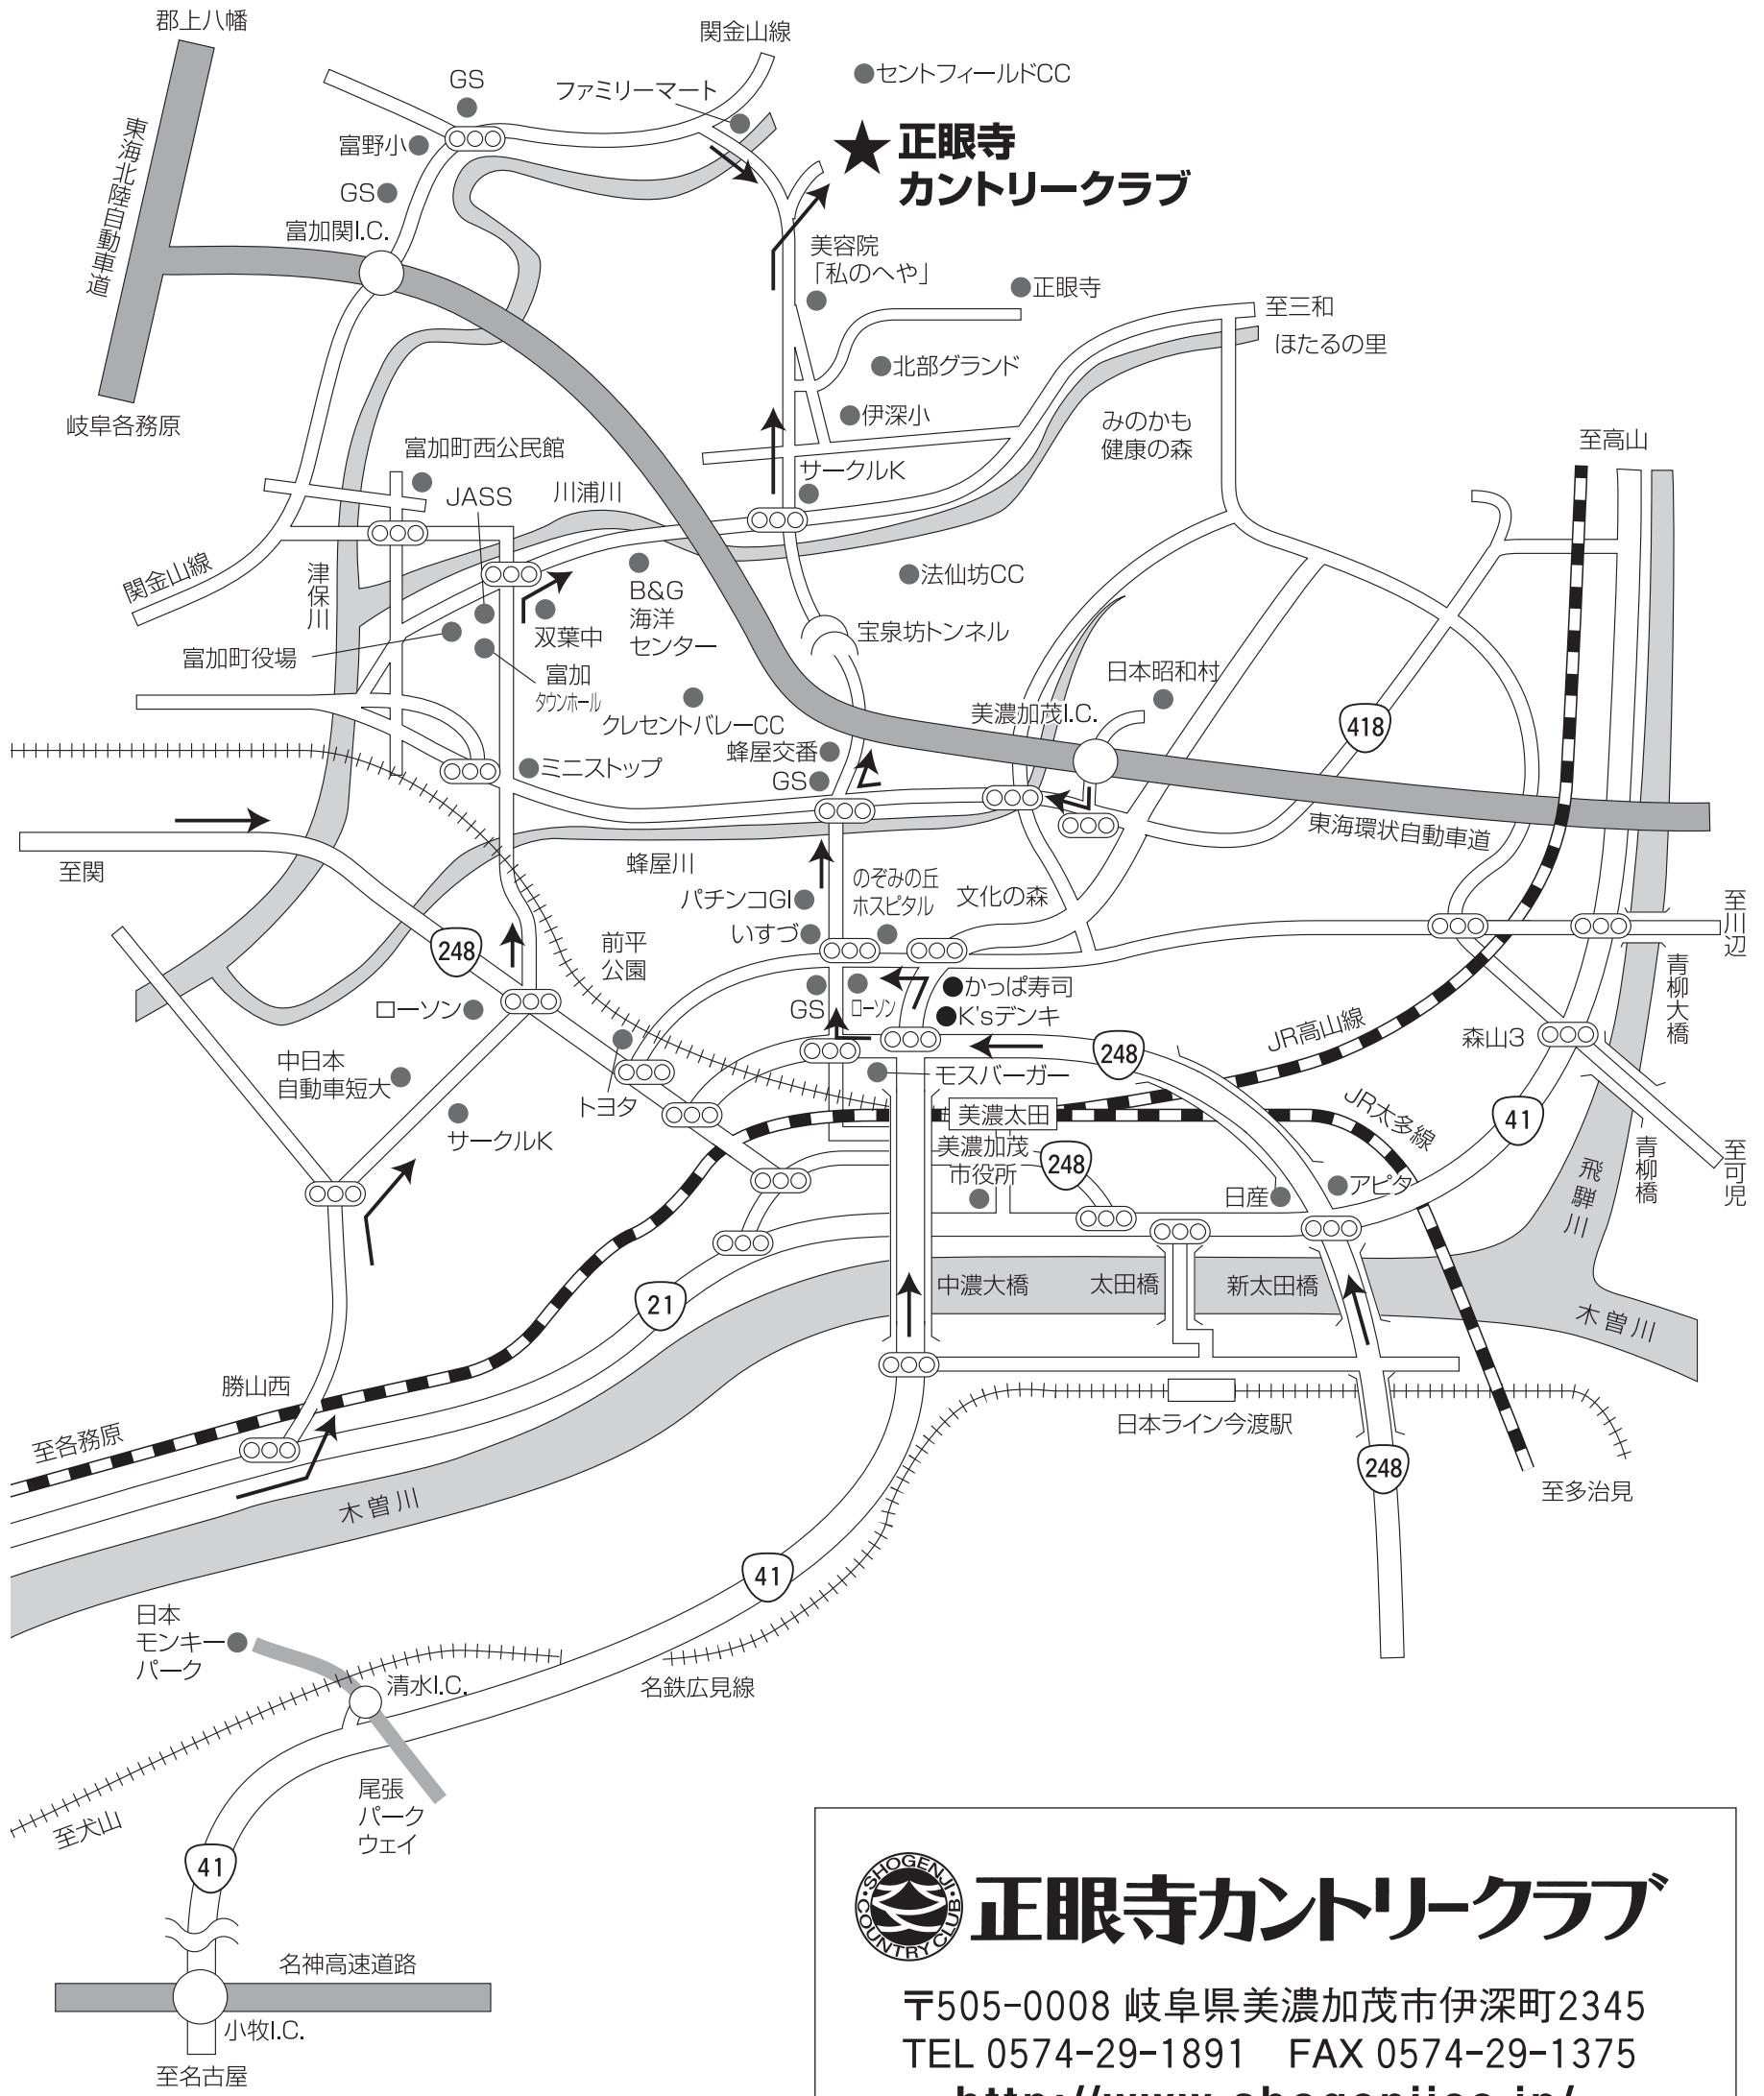 郡上八幡
関金山線
GS
ファミリーマート
セントフィールドCC
東海北陸自動車道
富野小
正眼寺
カントリークラブ
GS
富加関I.C.
美容院
「私のへや」
正眼寺
至三和
ほたるの里
北部グランド
岐阜各務原
伊深小
みのかも
健康の森
至高山
富加町西公民館
サークルK
JASS
川浦川
関金山線
津保川
B&G
海洋
センター
法仙坊CC
双葉中
宝泉坊トンネル
富加町役場
富加
タウンホール
日本昭和村
クレセントバレーCC
美濃加茂I.C.
418
蜂屋交番
ミニストップ
GS
東海環状自動車道
至関
蜂屋川
パチンコGI
のぞみの丘
ホスピタル
文化の森
至川辺
いすづ
248
前平
公園
青柳大橋
ローソン
GS
ローソン
かっぱ寿司
K'sデンキ
JR高山線
森山3
248
中日本
自動車短大
トヨタ
モスバーガー
美濃太田
JR太多線
41
サークルK
美濃加茂
市役所
248
青柳橋
至可児
飛騨川
日産
アピタ
21
中濃大橋
太田橋
新太田橋
木曽川
勝山西
至各務原
日本ライン今渡駅
248
至多治見
木曽川
41
日本
モンキー
パーク
清水I.C.
名鉄広見線
尾張
パーク
ウェイ
至犬山
41
SHOGENJI
COUNTRY CLUB
正眼寺カントリークラブ
名神高速道路
小牧I.C.
至名古屋
〒505-0008 岐阜県美濃加茂市伊深町2345
TEL 0574-29-1891 FAX 0574-29-1375